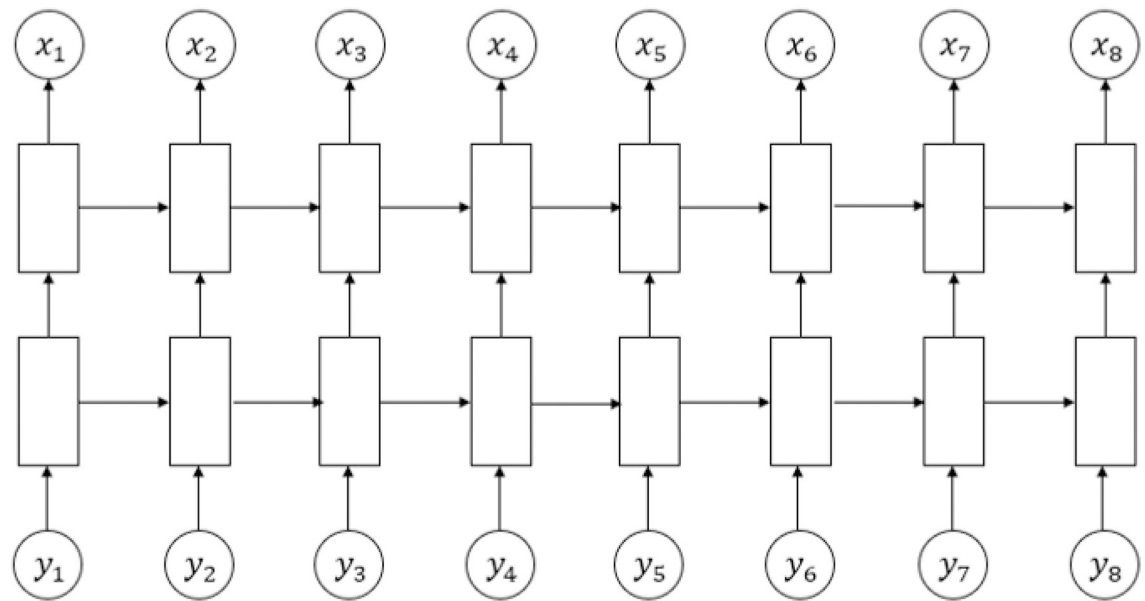 x₁ x₂ x₃ x₄ x₅ x₆ x₇ x₈
y₁ y₂ y₃ y₄ y₅ y₆ y₇ y₈